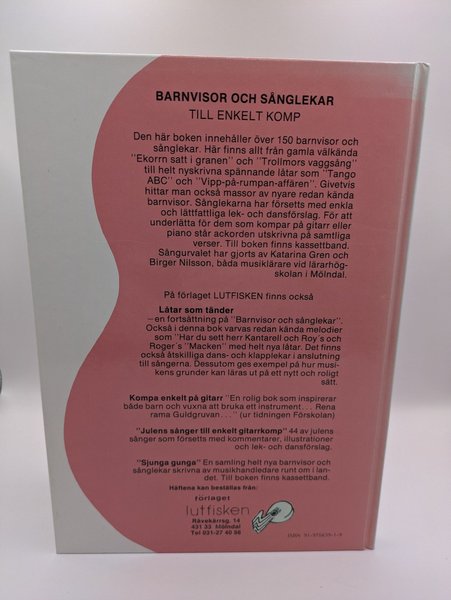 BARNVISOR OCH SÅNGLEKAR
TILL ENKELT KOMP
Den här boken innehåller över 150 barnvisor och
sånglekar. Här finns allt från gamla välkända
"Ekorrn satt i granen" och "Trollmors vaggsång"
till helt nyskrivna spännande låtar som "Tango
ABC" och "Vipp-på-rumpan-affären". Givetvis
hittar man också massor av nyare redan kända
barnvisor. Sånglekarna har försetts med enkla
och lättfattliga lek- och dansförslag. För att
underlätta för dem som kompar på gitarr eller
piano står ackorden utskrivna på samtliga
verser. Till boken finns kassettband.
Sångurvalet har gjorts av Katarina Gren och
Birger Nilsson, båda musiklärare vid lärarhög-
skolan i Mölndal.
På förlaget LUTFISKEN finns också
Låtar som tänder
– en fortsättning på "Barnvisor och sånglekar".
Också i denna bok varvas redan kända melodier
som "Har du sett herr Kantarell och Roy's och
Roger's "Macken" med helt nya låtar. Det finns
också åtskilliga dans- och klapplekar i anslutning
till sångerna. Dessutom ges exempel på hur musi-
kens grunder kan läras ut på ett nytt och roligt
sätt.
Kompa enkelt på gitarr "En rolig bok som inspirerar
både barn och vuxna att bruka ett instrument... Rena
rama Guldgruvan..." (ur tidningen Förskolan)
"Julens sånger till enkelt gitarrkomp" 44 av julens
sånger som försetts med kommentarer, illustrationer
och lek- och dansförslag.
"Sjunga gunga" En samling helt nya barnvisor och
sånglekar skrivna av musikhandledare runt om i lan-
det. Till boken finns kassettband.
Häftena kan beställas från:
förlaget
lutfisken
Rävekärrsg. 14
431 33 Mölndal
Tel 031-27 40 98
ISBN 91-975639-1-9